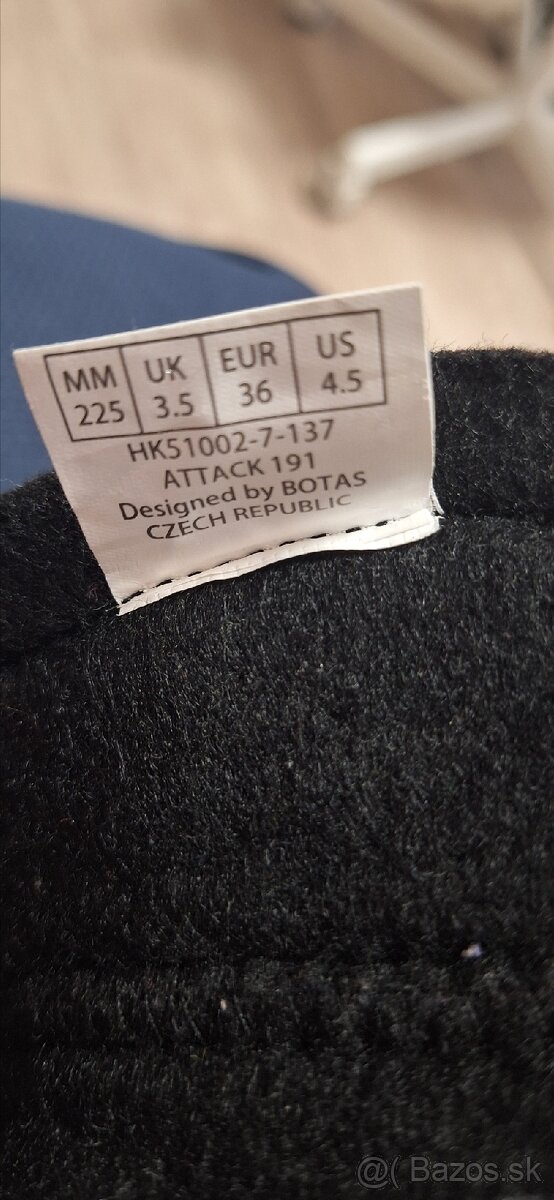 MM UK EUR US
225 3.5 36 4.5
HK51002-7-137
ATTACK 191
Designed by BOTAS
CZECH REPUBLIC
@( Bazos.sk